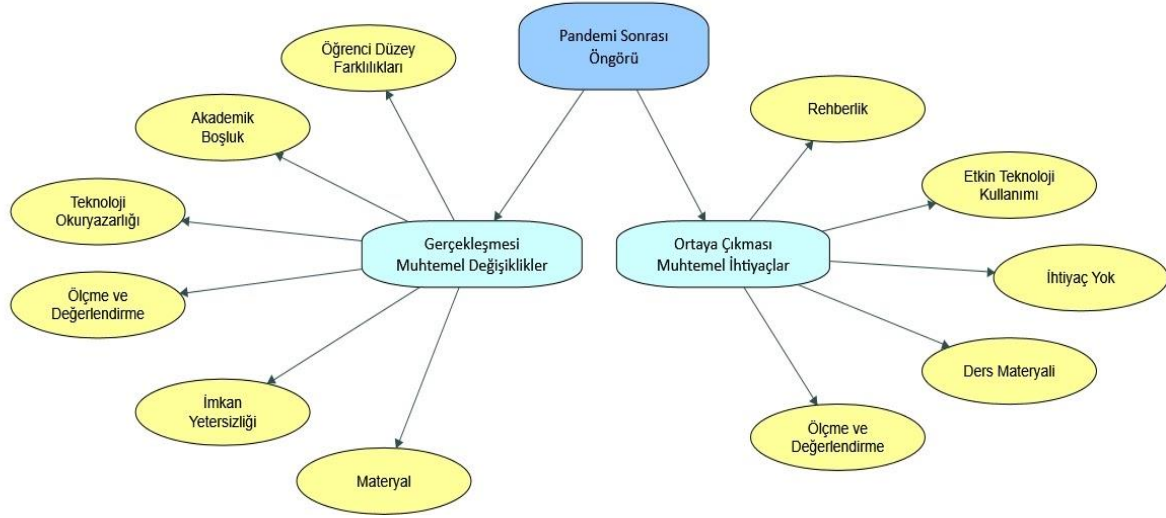 Pandemi Sonrası
Öngörü
Öğrenci Düzey
Farklılıkları
Akademik
Boşluk
Teknoloji
Okuryazarlığı
Ölçme ve
Değerlendirme
İmkan
Yetersizliği
Materyal
Gerçekleşmesi
Muhtemel Değişiklikler
Ortaya Çıkması
Muhtemel İhtiyaçlar
Rehberlik
Etkin Teknoloji
Kullanımı
İhtiyaç Yok
Ders Materyali
Ölçme ve
Değerlendirme